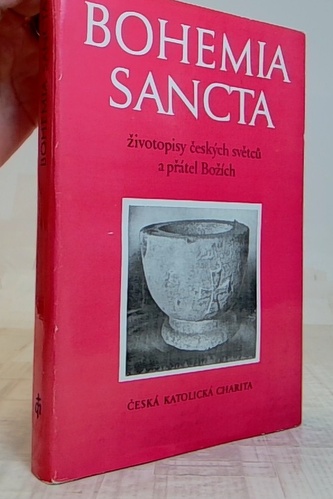 BOHEMIA
SANCTA
životopisy českých světců
a přátel Božích
ČESKÁ KATOLICKÁ CHARITA